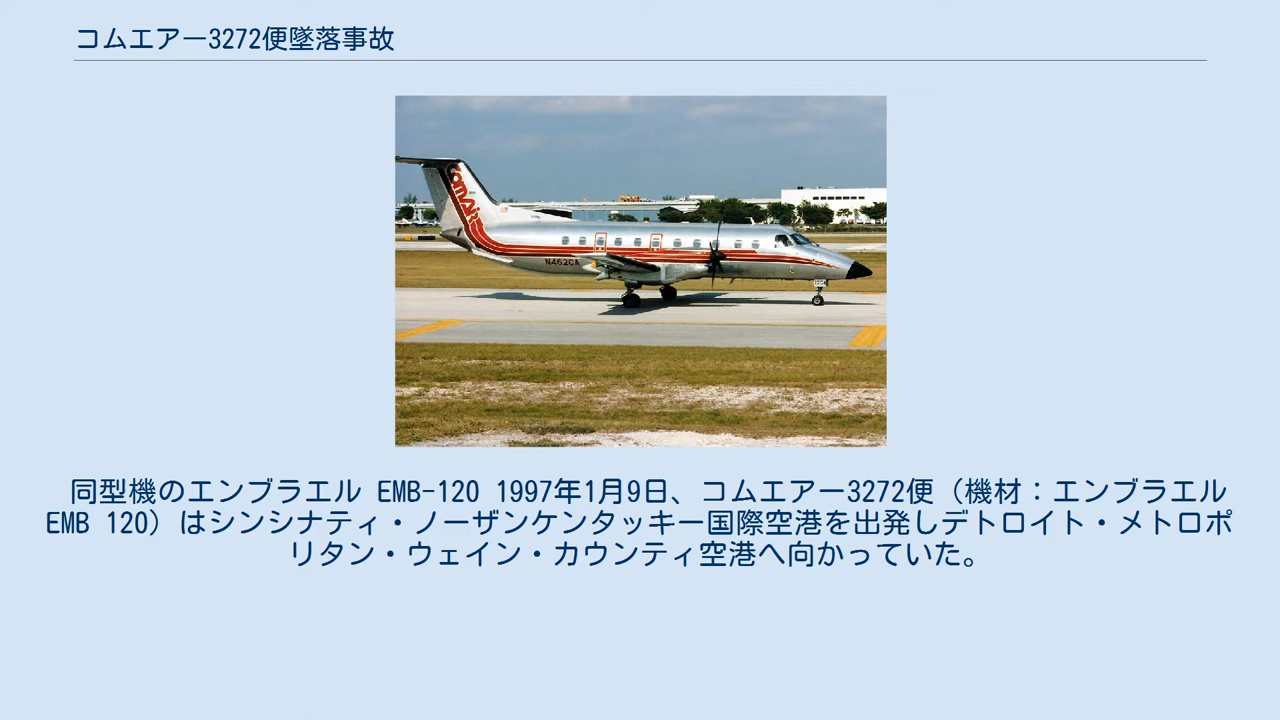 コムエアー3272便墜落事故
Comair
N462CA
同型機のエンブラエル EMB-120 1997年1月9日、コムエアー3272便（機材：エンブラエル
EMB 120）はシンシナティ・ノーザンケンタッキー国際空港を出発しデトロイト・メトロポ
リタン・ウェイン・カウンティ空港へ向かっていた。